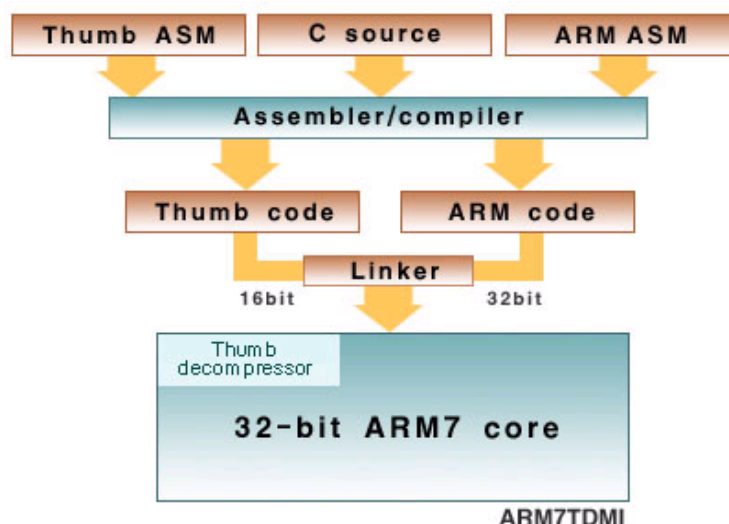 Thumb ASM
C source
ARM ASM
Assembler/compiler
Thumb code
ARM code
Linker
16bit
32bit
Thumb
decompressor
32-bit ARM7 core
ARM7TDMI